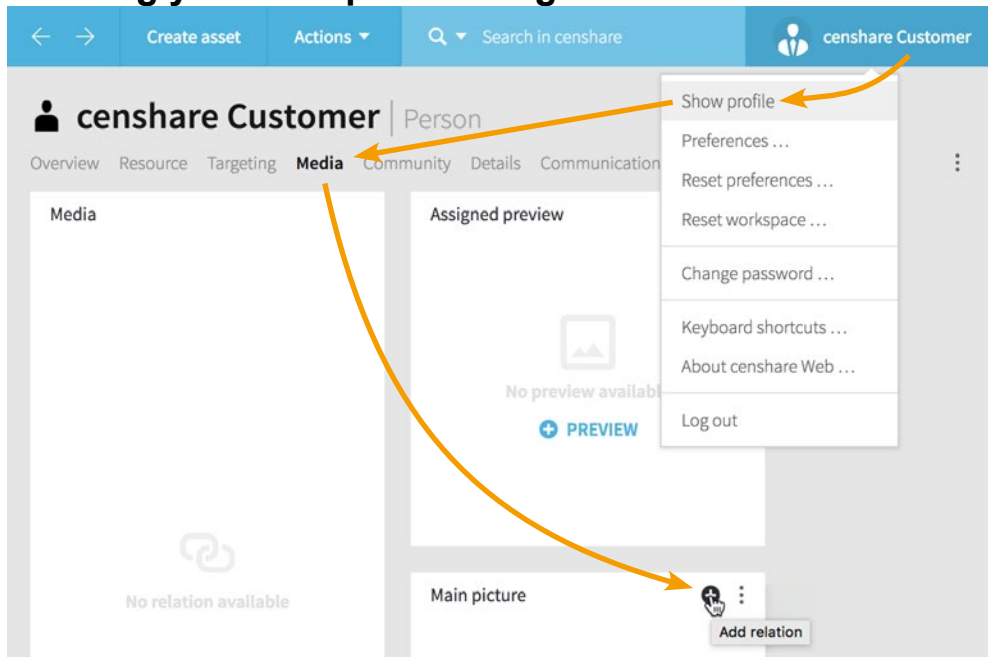 Create asset Actions Search in censhare censhare Customer
censhare Customer Person
Overview Resource Targeting Media Community Details Communication
Show profile
Preferences ...
Reset preferences ...
Reset workspace ...
Change password ...
Keyboard shortcuts ...
About censhare Web ...
Log out
Media
No relation available
Assigned preview
No preview
PREVIEW
Main picture
Add relation